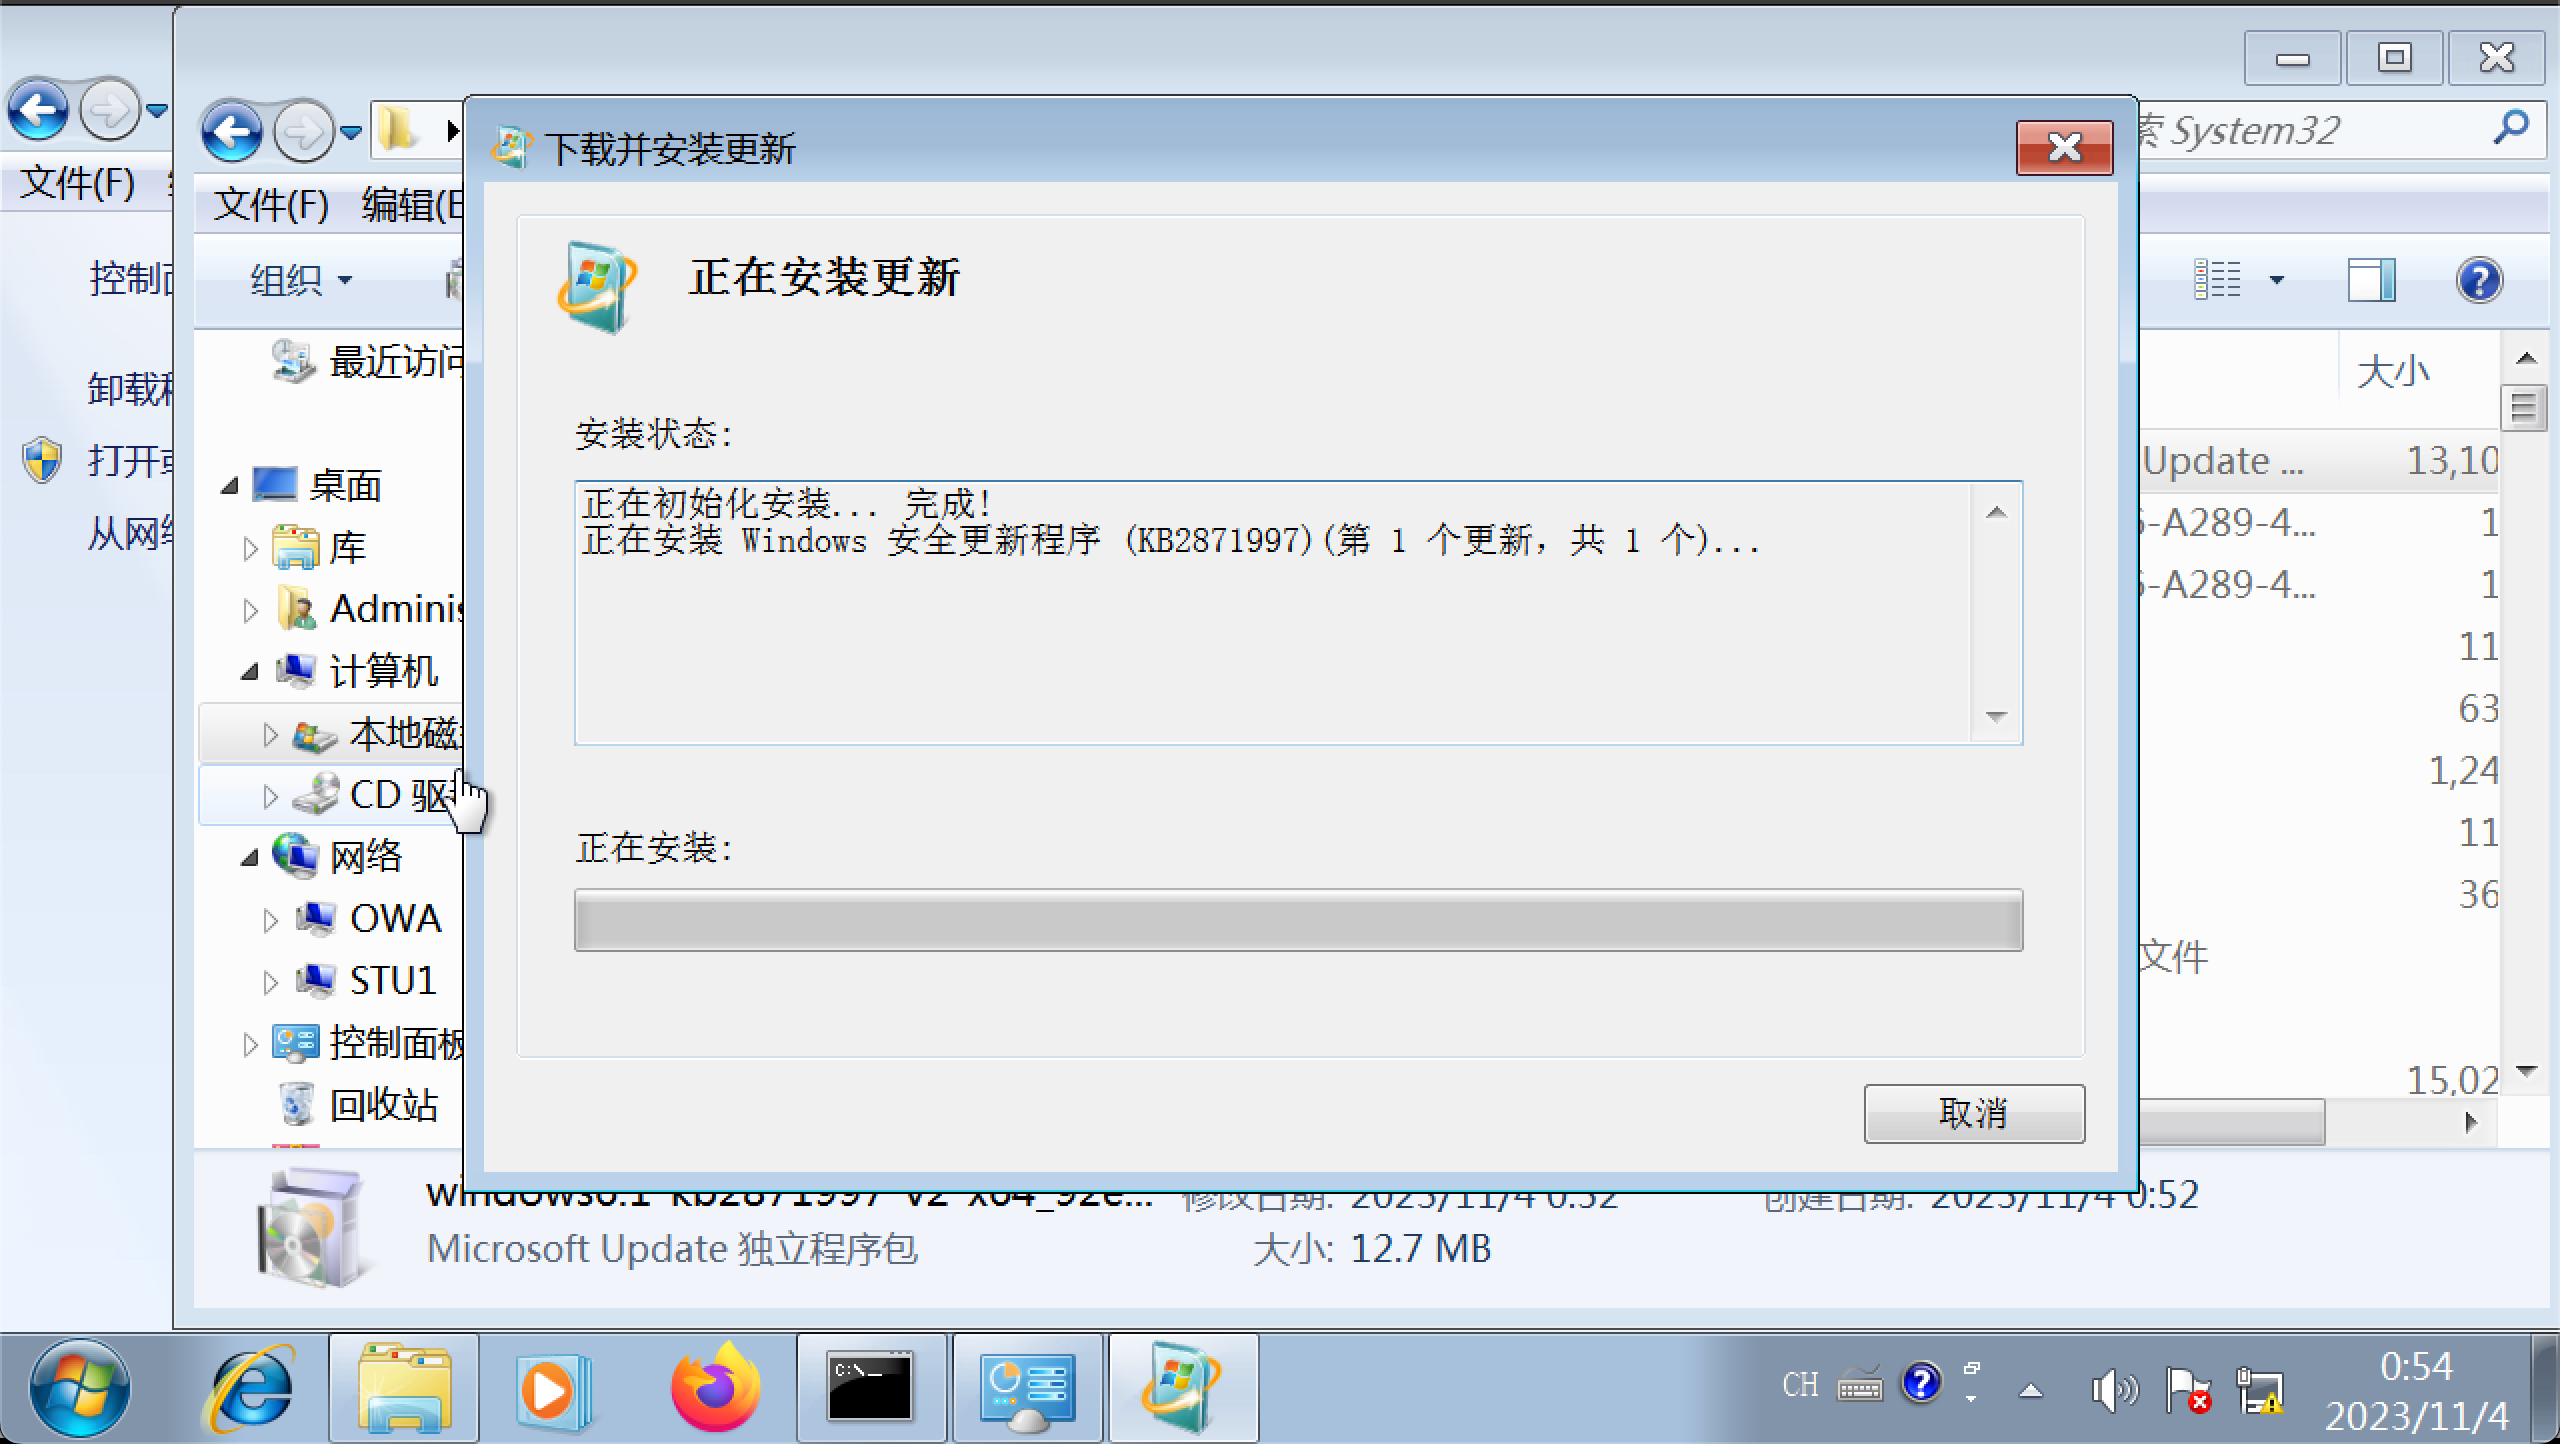 索 System32
文件(F)
文件(F) 编辑(E
下载并安装更新
正在安装更新
组织
最近访问
桌面
库
Adminis
计算机
本地磁
CD 驱
网络
OWA
STU1
控制面板
回收站
安装状态:
正在初始化安装... 完成!
正在安装 Windows 安全更新程序 (KB2871997)(第 1 个更新，共 1 个)...
正在安装:
取消
大小
Update ... 13,10
-A289-4... 1
-A289-4... 1
11
63
1,24
11
36
文件
15,02
控制面
卸载程
打开或
从网络
windows6.1-kb2871997-v2-x64_92e... 修改日期: 2023/11/4 0:52 创建日期: 2023/11/4 0:52
Microsoft Update 独立程序包 大小: 12.7 MB
C:\_
CH
0:54
2023/11/4